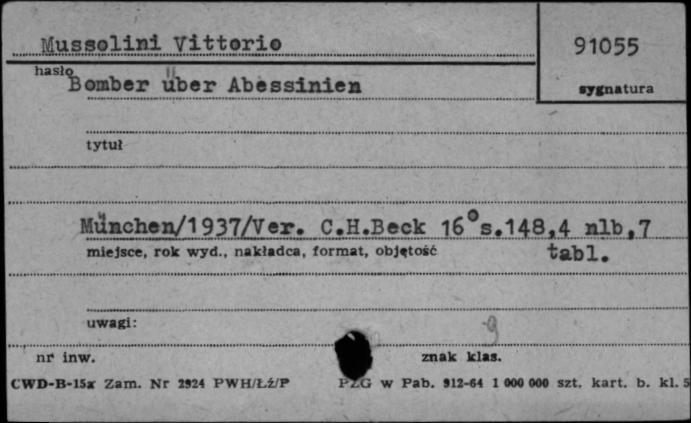 Mussolini Vittorio
91055
hasło
Bomber über Abessinien
sygnatura
tytuł
München/1937/Ver. C.H.Beck 16° s.148,4 nlb,7
miejsce, rok wyd., nakładca, format, objętość
tabl.
uwagi:
9
nr inw.
znak klas.
CWD-B-15x Zam. Nr 2924 PWH/Łź/P PZG w Pab. 912-64 1 000 000 szt. kart. b. kl. 5